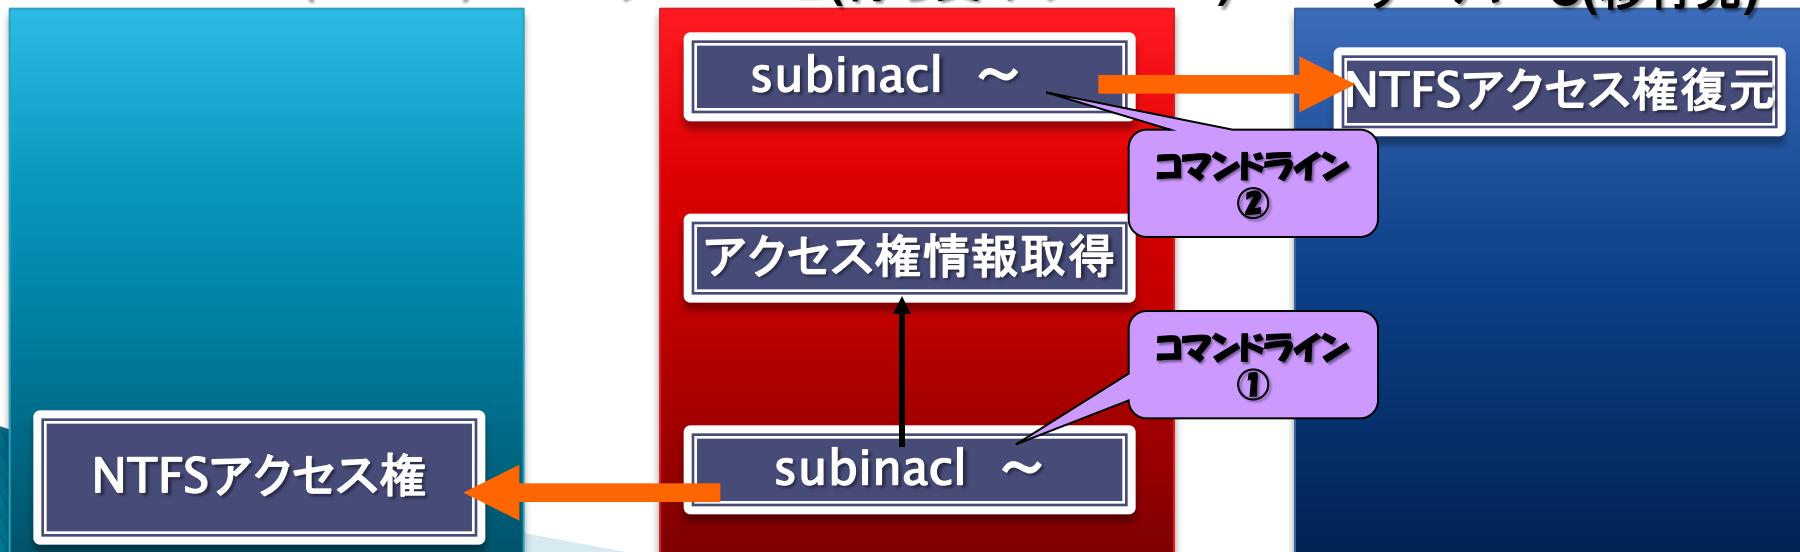 subinacl ～
NTFSアクセス権復元
コマンドライン
②
アクセス権情報取得
コマンドライン
①
NTFSアクセス権
subinacl ～